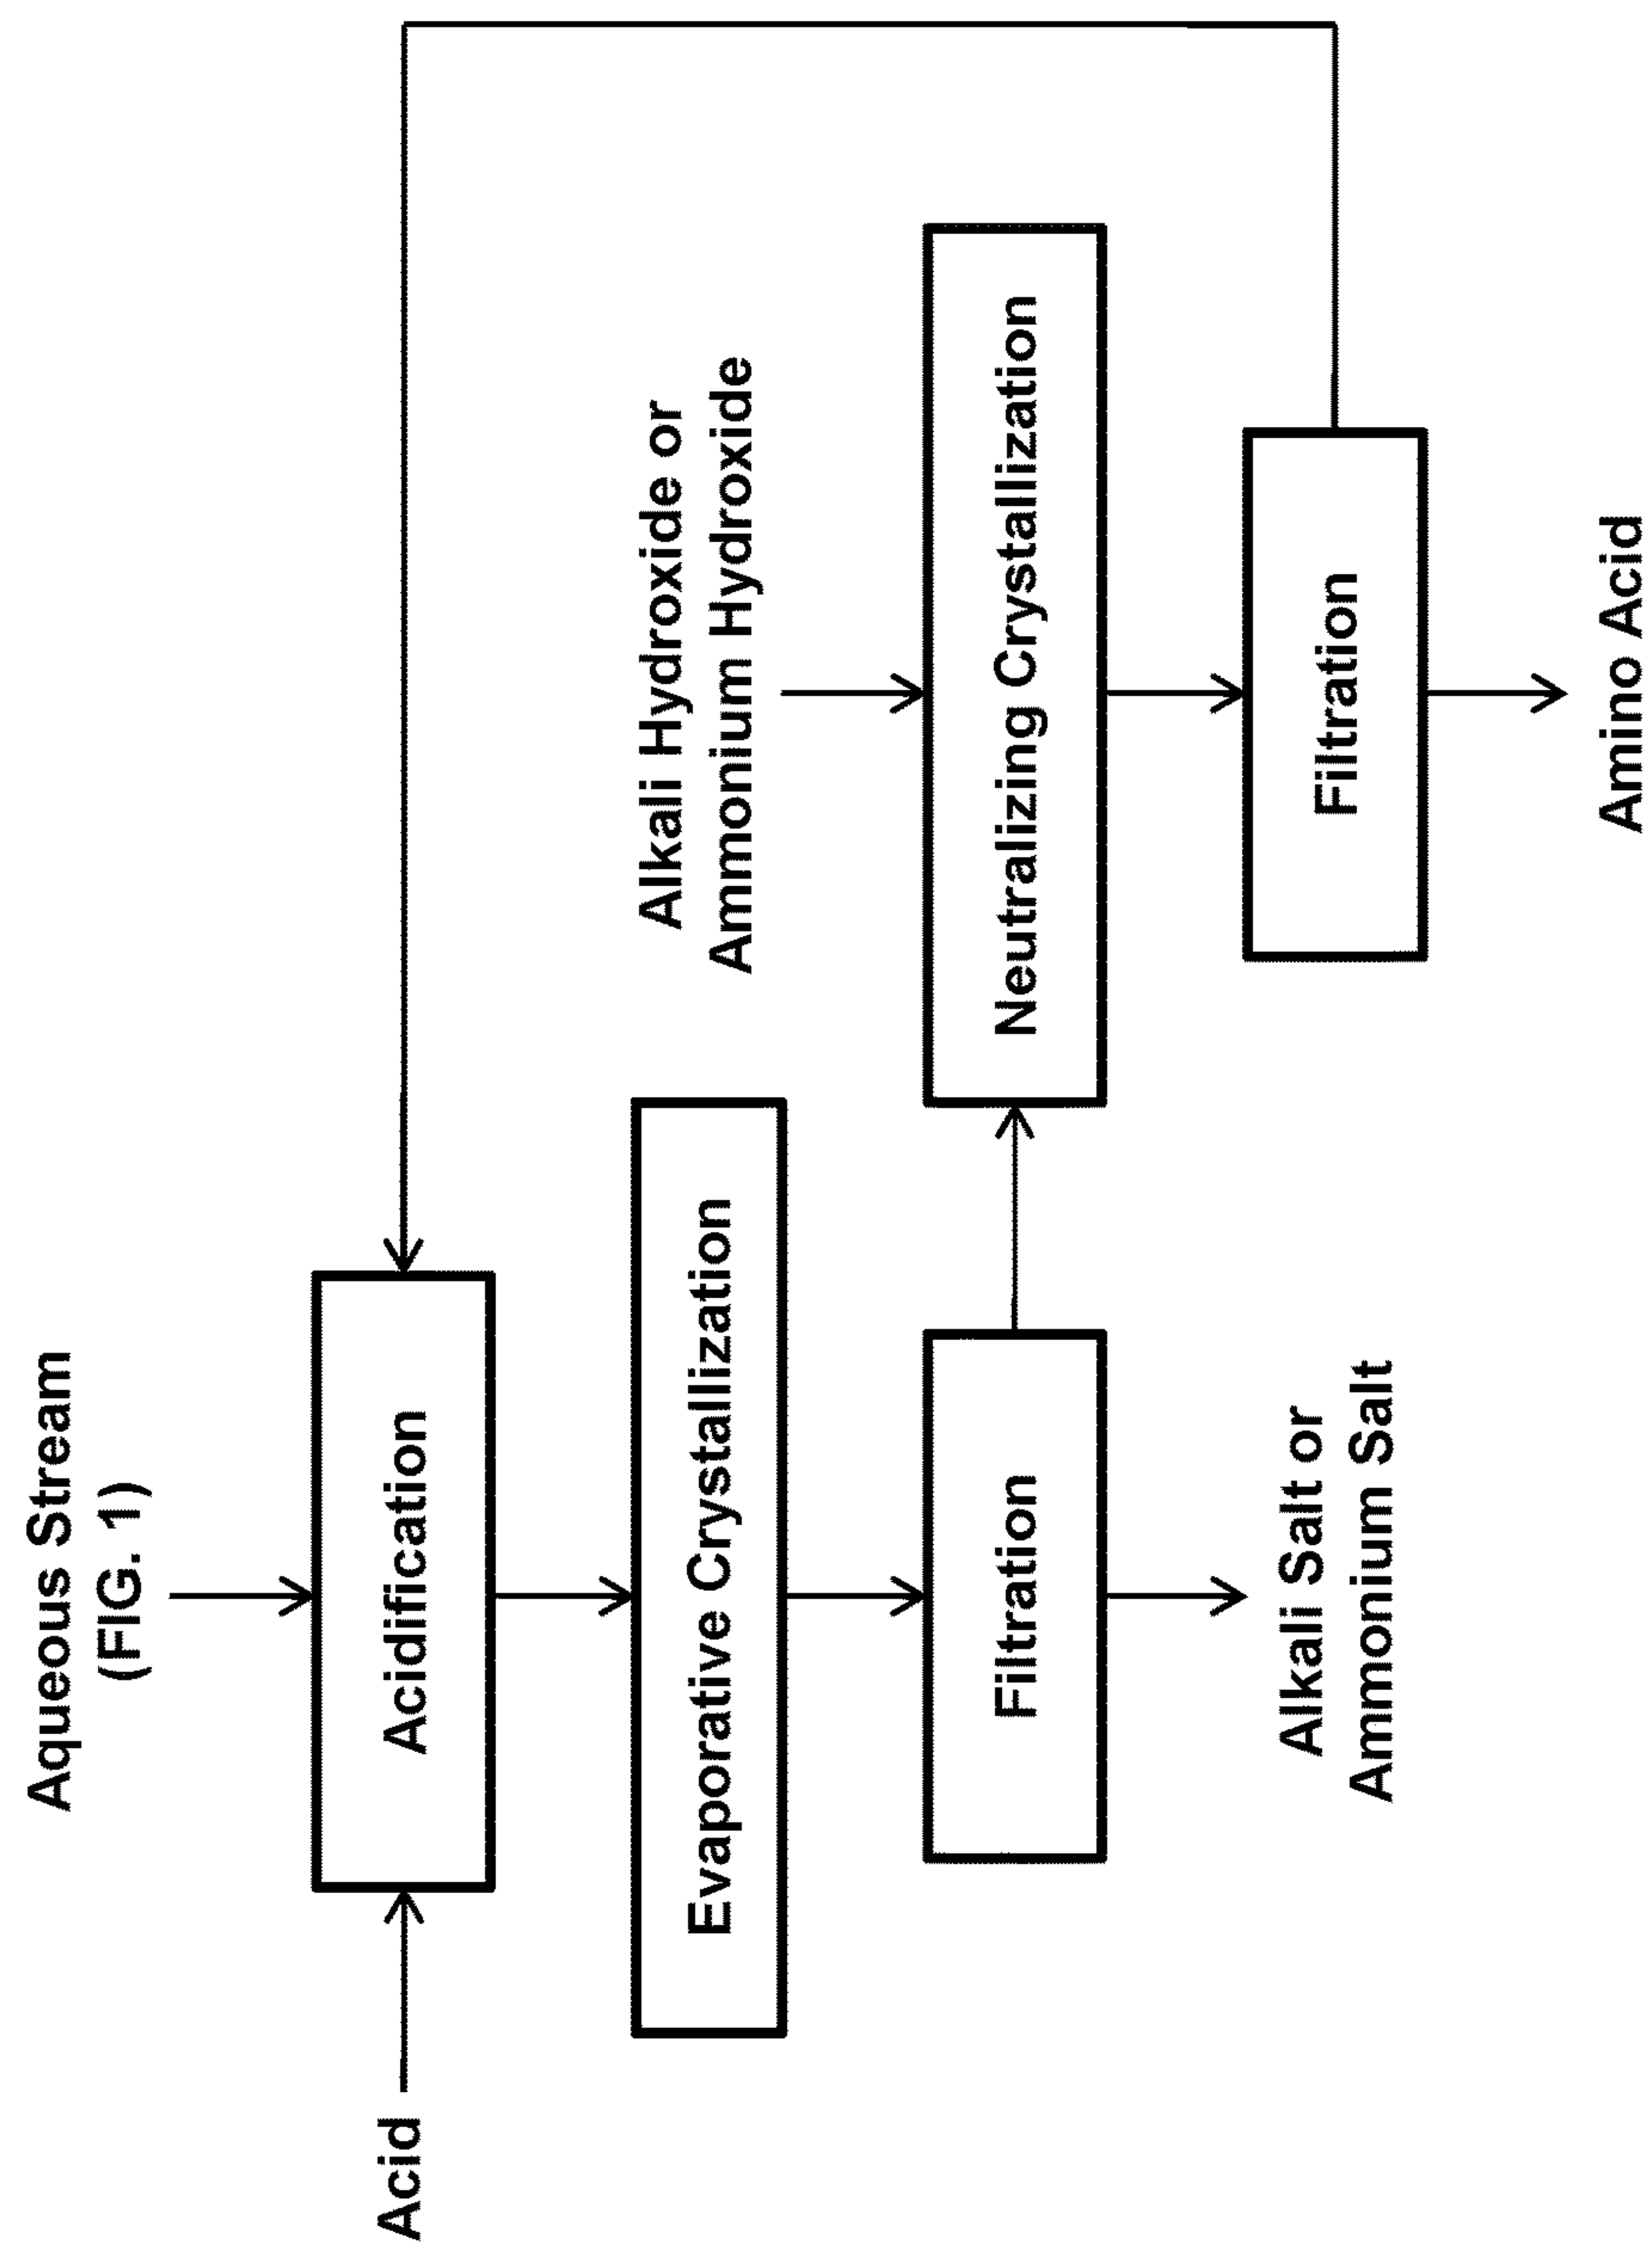 Aqueous Stream
(FIG. 1)
Acid
Acidification
Evaporative Crystallization
Filtration
Alkali Salt or
Ammonium Salt
Alkali Hydroxide or
Ammonium Hydroxide
Neutralizing Crystallization
Filtration
Amino Acid